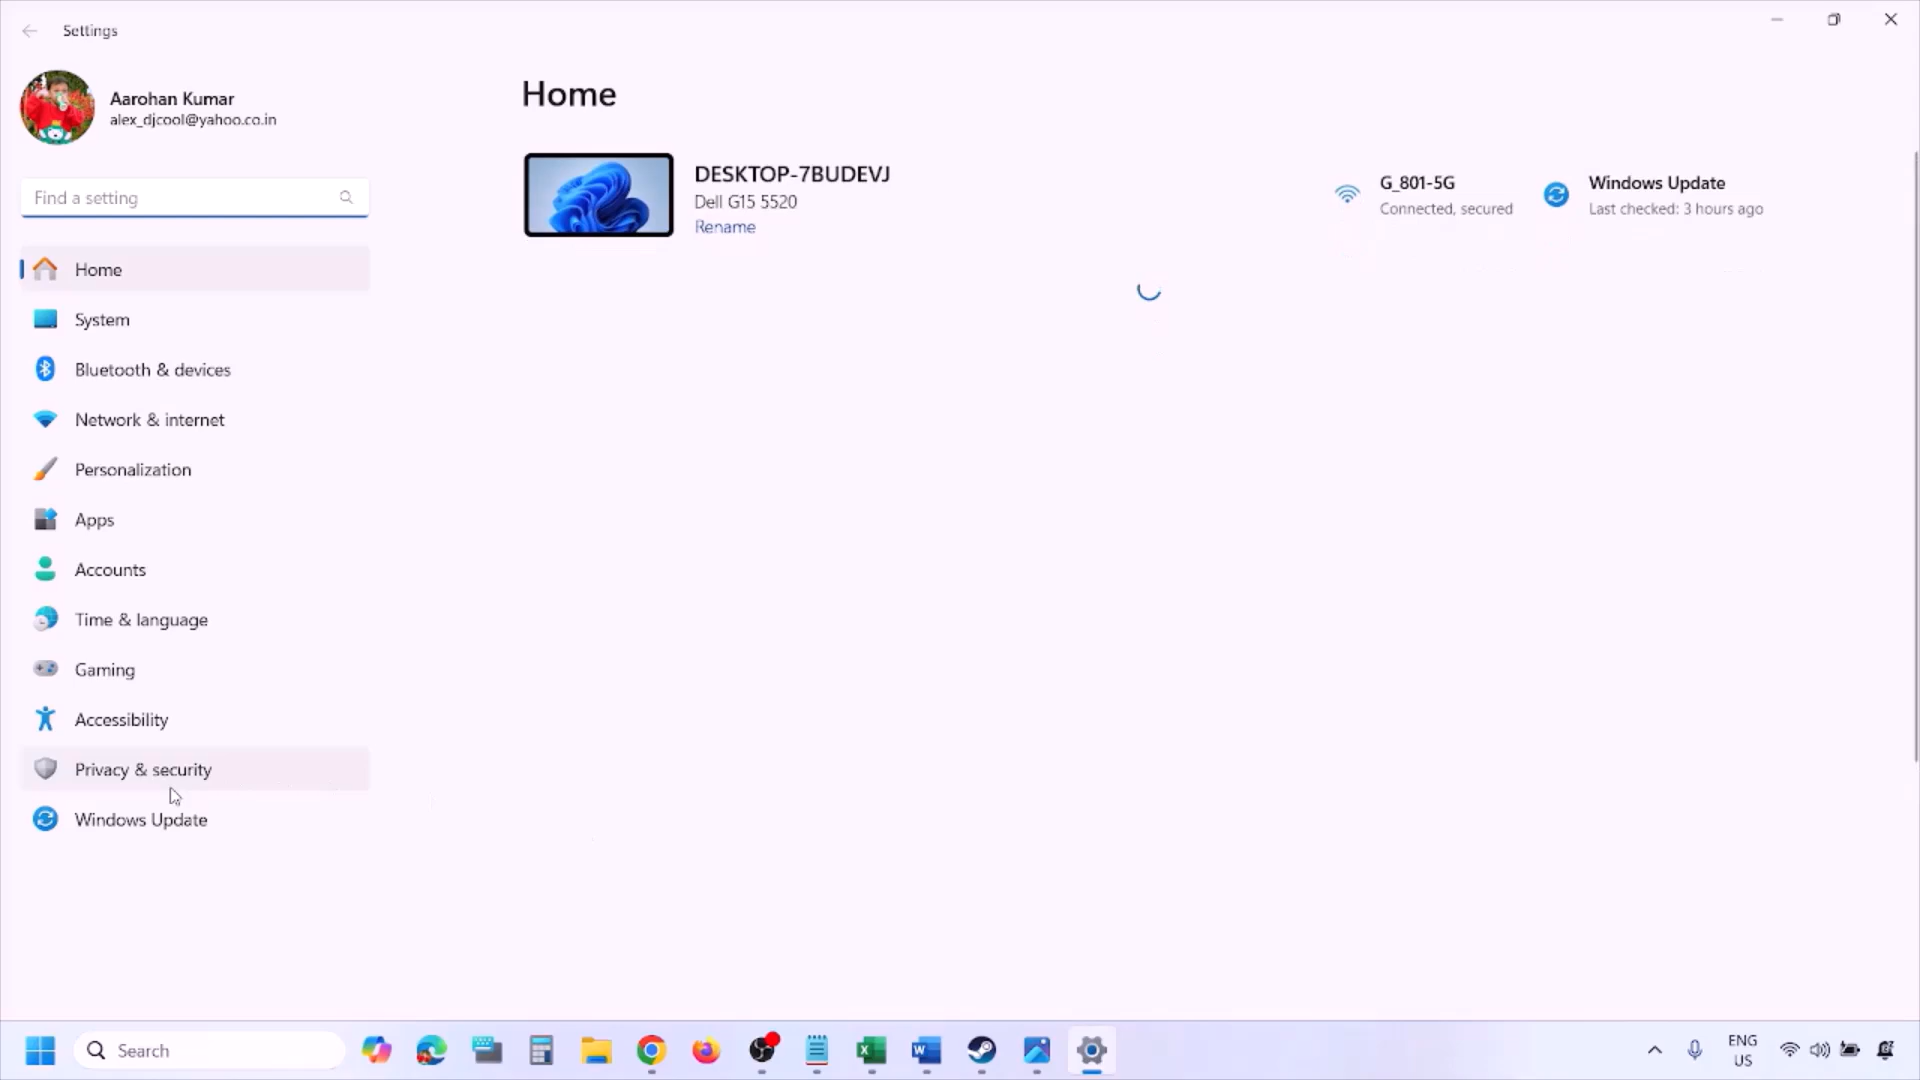 Settings
Aarohan Kumar
alex_djcool@yahoo.co.in
Find a setting
Home
System
Bluetooth & devices
Network & internet
Personalization
Apps
Accounts
Time & language
Gaming
Accessibility
Privacy & security
Windows Update
Home
DESKTOP-7BUDEVJ
Dell G15 5520
Rename
G_801-5G
Connected, secured
Windows Update
Last checked: 3 hours ago
Search
ENG
US